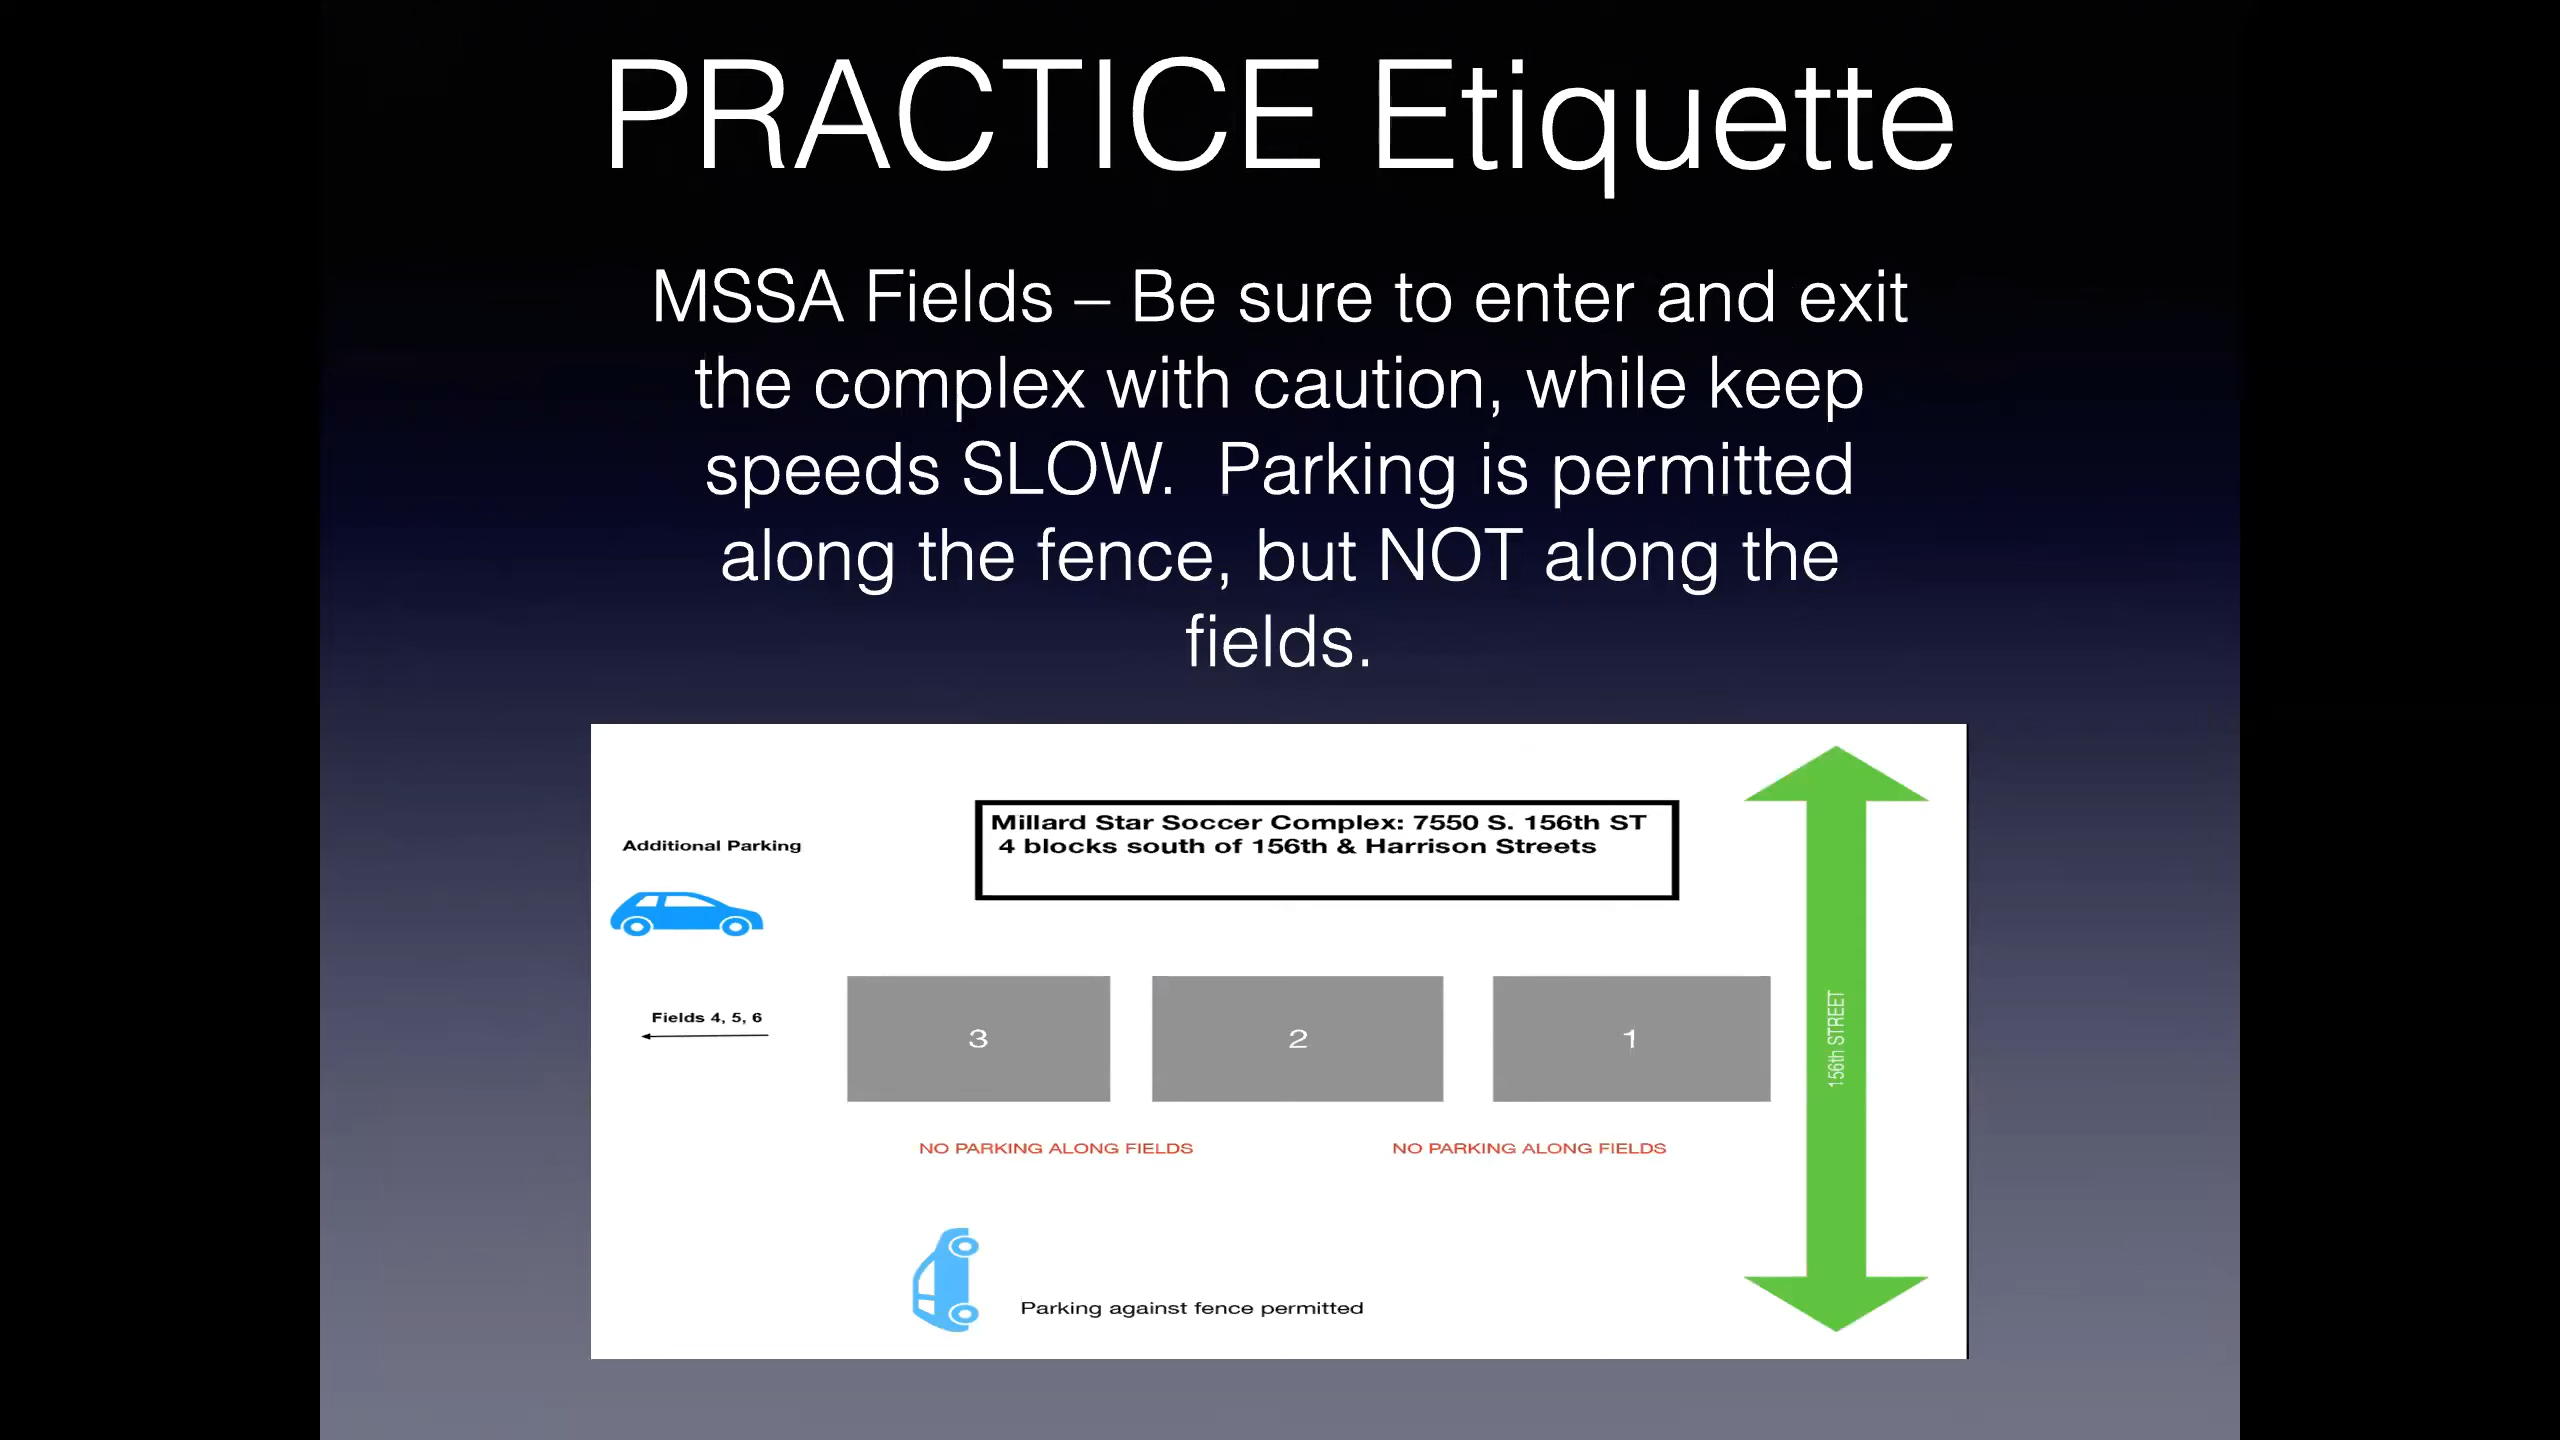 PRACTICE Etiquette
MSSA Fields – Be sure to enter and exit
the complex with caution, while keep
speeds SLOW.  Parking is permitted
along the fence, but NOT along the
fields.
Millard Star Soccer Complex: 7550 S. 156th ST
4 blocks south of 156th & Harrison Streets
Additional Parking
Fields 4, 5, 6
3
2
1
156th STREET
NO PARKING ALONG FIELDS
NO PARKING ALONG FIELDS
Parking against fence permitted